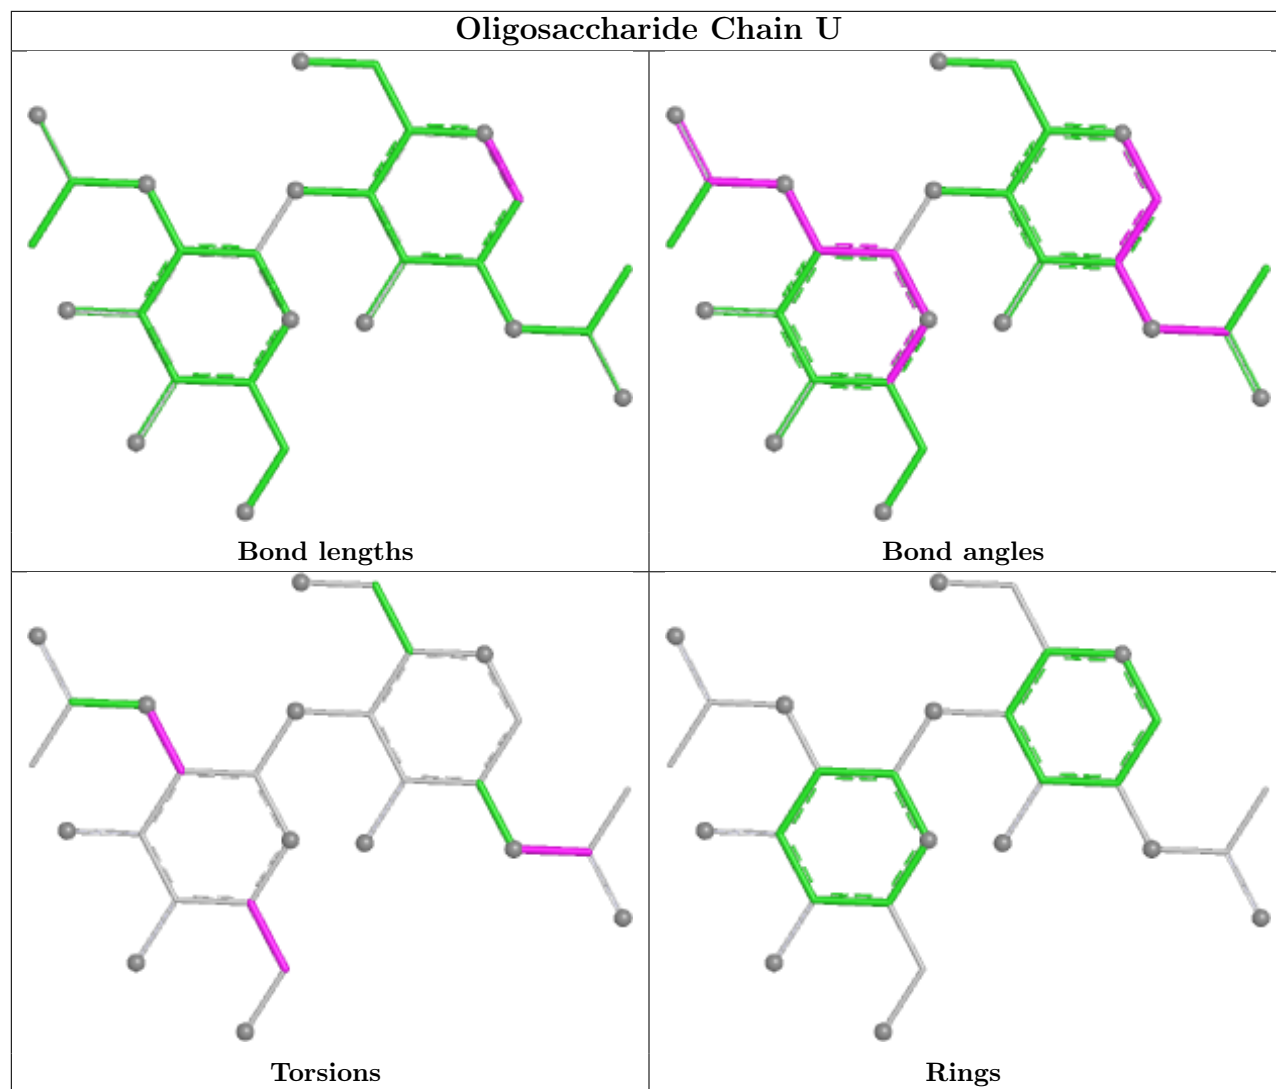 Oligosaccharide Chain U
Bond lengths
Bond angles
Torsions
Rings